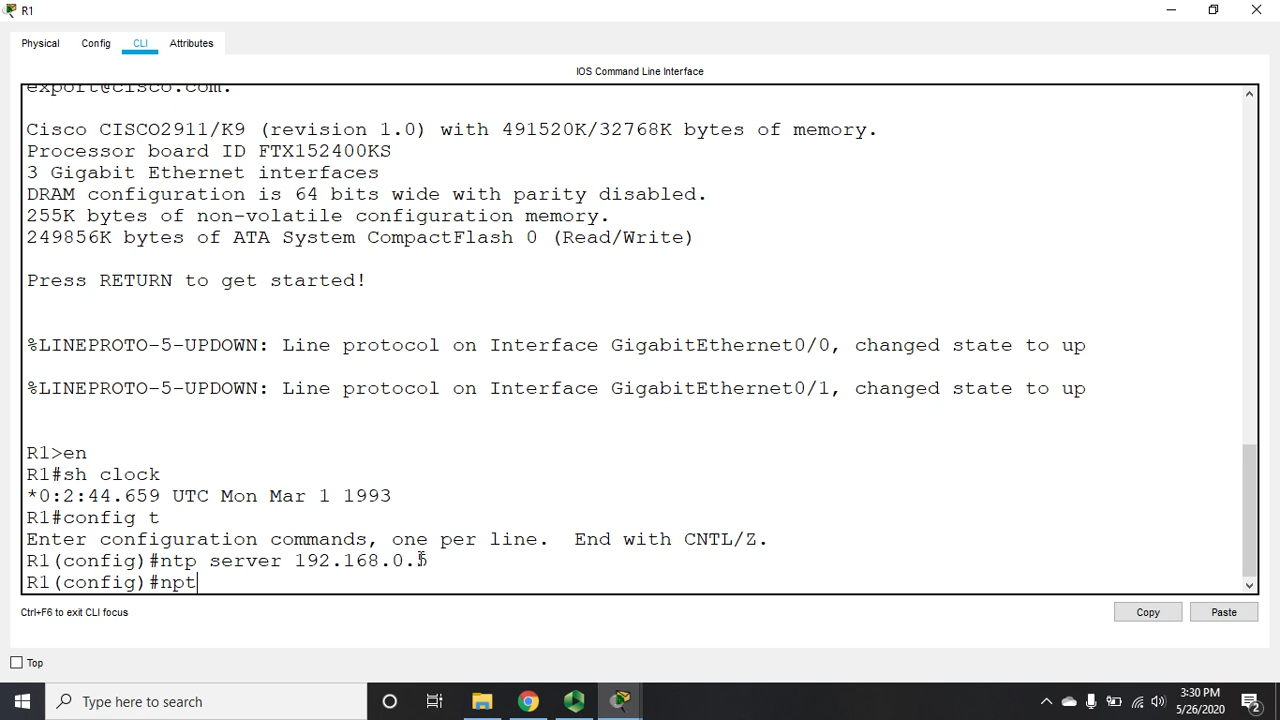 R1
Physical Config CLI Attributes
IOS Command Line Interface
export@cisco.com.
Cisco CISCO2911/K9 (revision 1.0) with 491520K/32768K bytes of memory.
Processor board ID FTX152400KS
3 Gigabit Ethernet interfaces
DRAM configuration is 64 bits wide with parity disabled.
255K bytes of non-volatile configuration memory.
249856K bytes of ATA System CompactFlash 0 (Read/Write)
Press RETURN to get started!
%LINEPROTO-5-UPDOWN: Line protocol on Interface GigabitEthernet0/0, changed state to up
%LINEPROTO-5-UPDOWN: Line protocol on Interface GigabitEthernet0/1, changed state to up
R1>en
R1#sh clock
*0:2:44.659 UTC Mon Mar 1 1993
R1#config t
Enter configuration commands, one per line.  End with CNTL/Z.
R1(config)#ntp server 192.168.0.5
R1(config)#npt
Ctrl+F6 to exit CLI focus
Copy Paste
Top
Type here to search
3:30 PM
5/26/2020
2